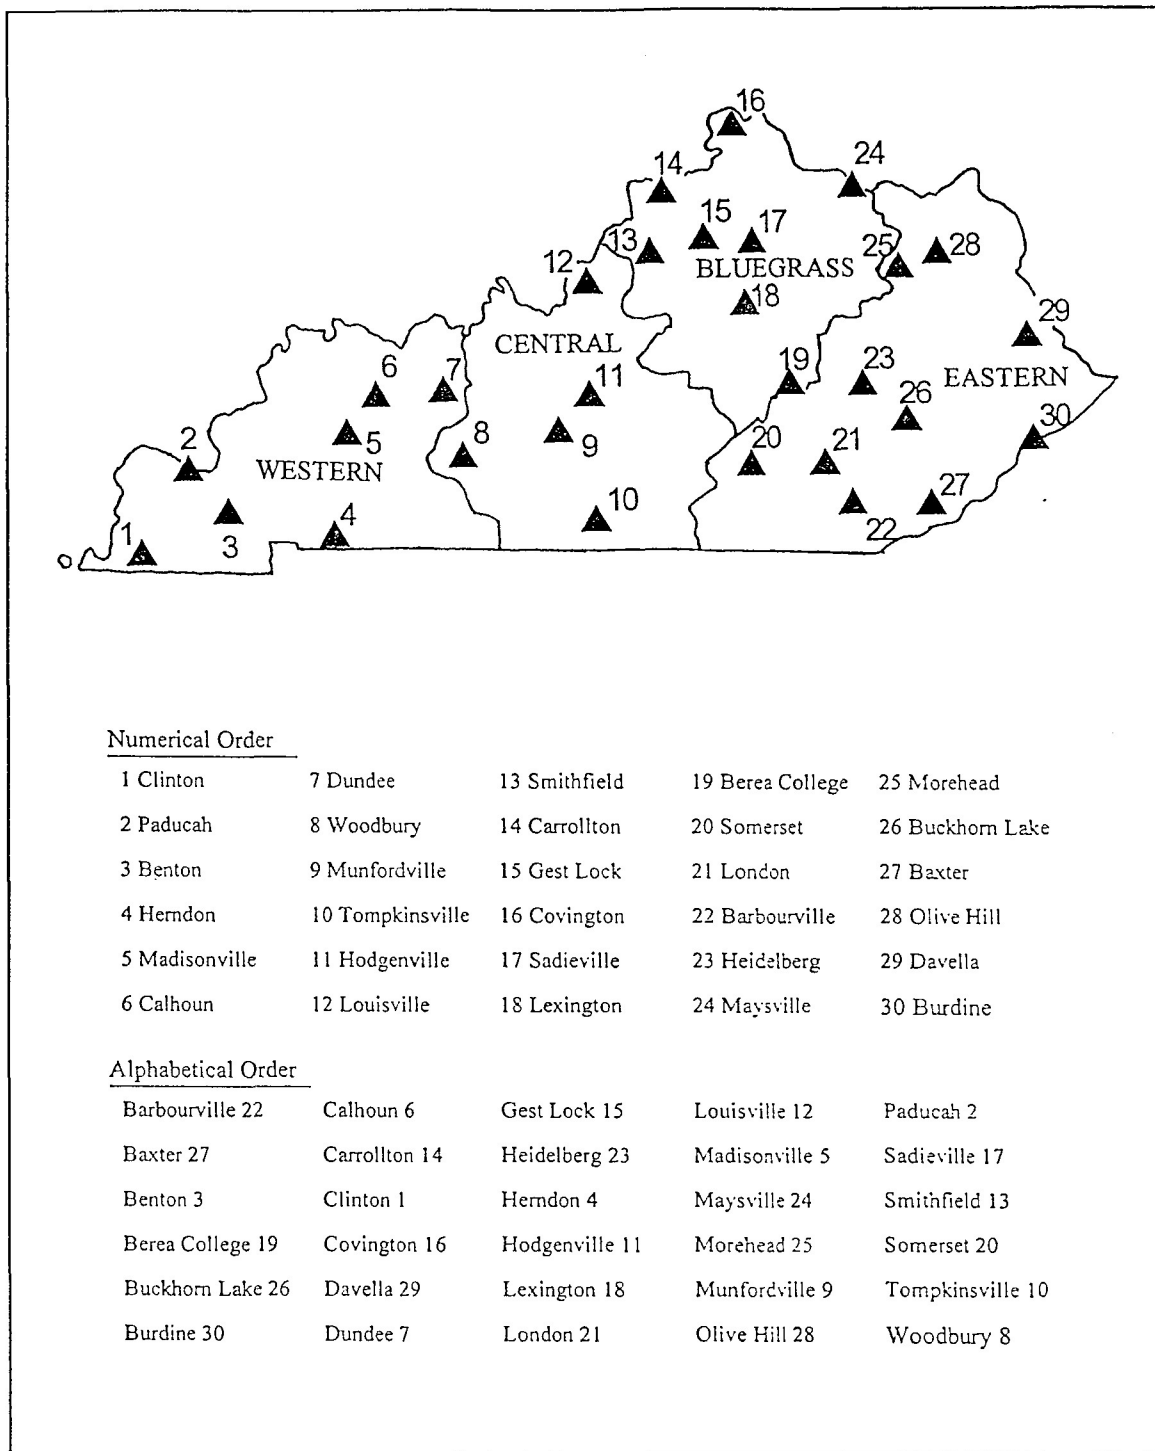 16
24
14
15
17
13
25
28
BLUEGRASS
12
18
29
CENTRAL
6
7
11
19
23
EASTERN
26
30
2
5
8
9
20
21
WESTERN
10
27
1
3
4
22
Numerical Order
1 Clinton 7 Dundee 13 Smithfield 19 Berea College 25 Morehead
2 Paducah 8 Woodbury 14 Carrollton 20 Somerset 26 Buckhorn Lake
3 Benton 9 Munfordville 15 Gest Lock 21 London 27 Baxter
4 Herndon 10 Tompkinsville 16 Covington 22 Barbourville 28 Olive Hill
5 Madisonville 11 Hodgenville 17 Sadieville 23 Heidelberg 29 Davella
6 Calhoun 12 Louisville 18 Lexington 24 Maysville 30 Burdine
Alphabetical Order
Barbourville 22 Calhoun 6 Gest Lock 15 Louisville 12 Paducah 2
Baxter 27 Carrollton 14 Heidelberg 23 Madisonville 5 Sadieville 17
Benton 3 Clinton 1 Herndon 4 Maysville 24 Smithfield 13
Berea College 19 Covington 16 Hodgenville 11 Morehead 25 Somerset 20
Buckhorn Lake 26 Davella 29 Lexington 18 Munfordville 9 Tompkinsville 10
Burdine 30 Dundee 7 London 21 Olive Hill 28 Woodbury 8